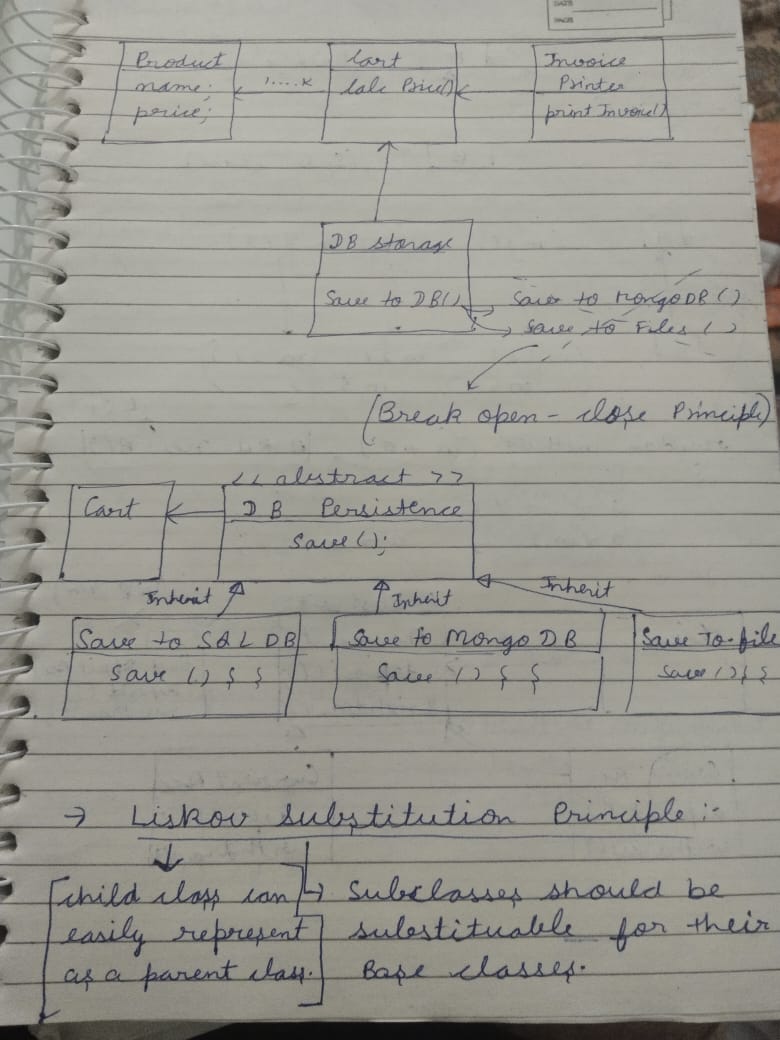 DATE
PAGE
Product
name;
price;
1.....*
Cart
Calc Price()
Invoice
Printer
print Invoice()
DB storage
Save to DB()
Save to MongoDB ()
Save to Files ( )
(Break open - close Principle)
<< abstract >>
Cart
DB Persistence
Save ();
Inherit
Inherit
Inherit
Save to SQL DB
Save () { }
Save to Mongo DB
Save () { }
Save To file
Save () { }
→ Liskov Substitution Principle :-
child class can
easily represent
as a parent class.
→ Subclasses should be
substituable for their
Base classes.